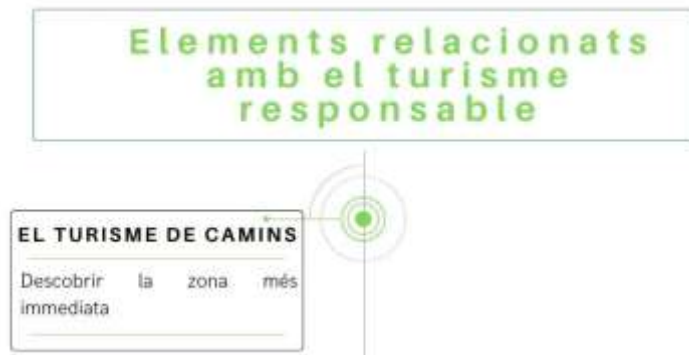 Elements relacionats
amb el turisme
responsable
EL TURISME DE CAMINS
Descobrir la zona més
immediata